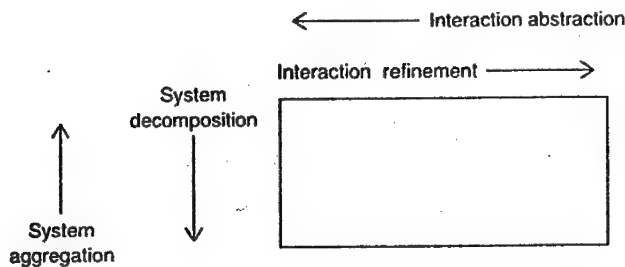 Interaction abstraction
Interaction refinement
System
decomposition
System
aggregation